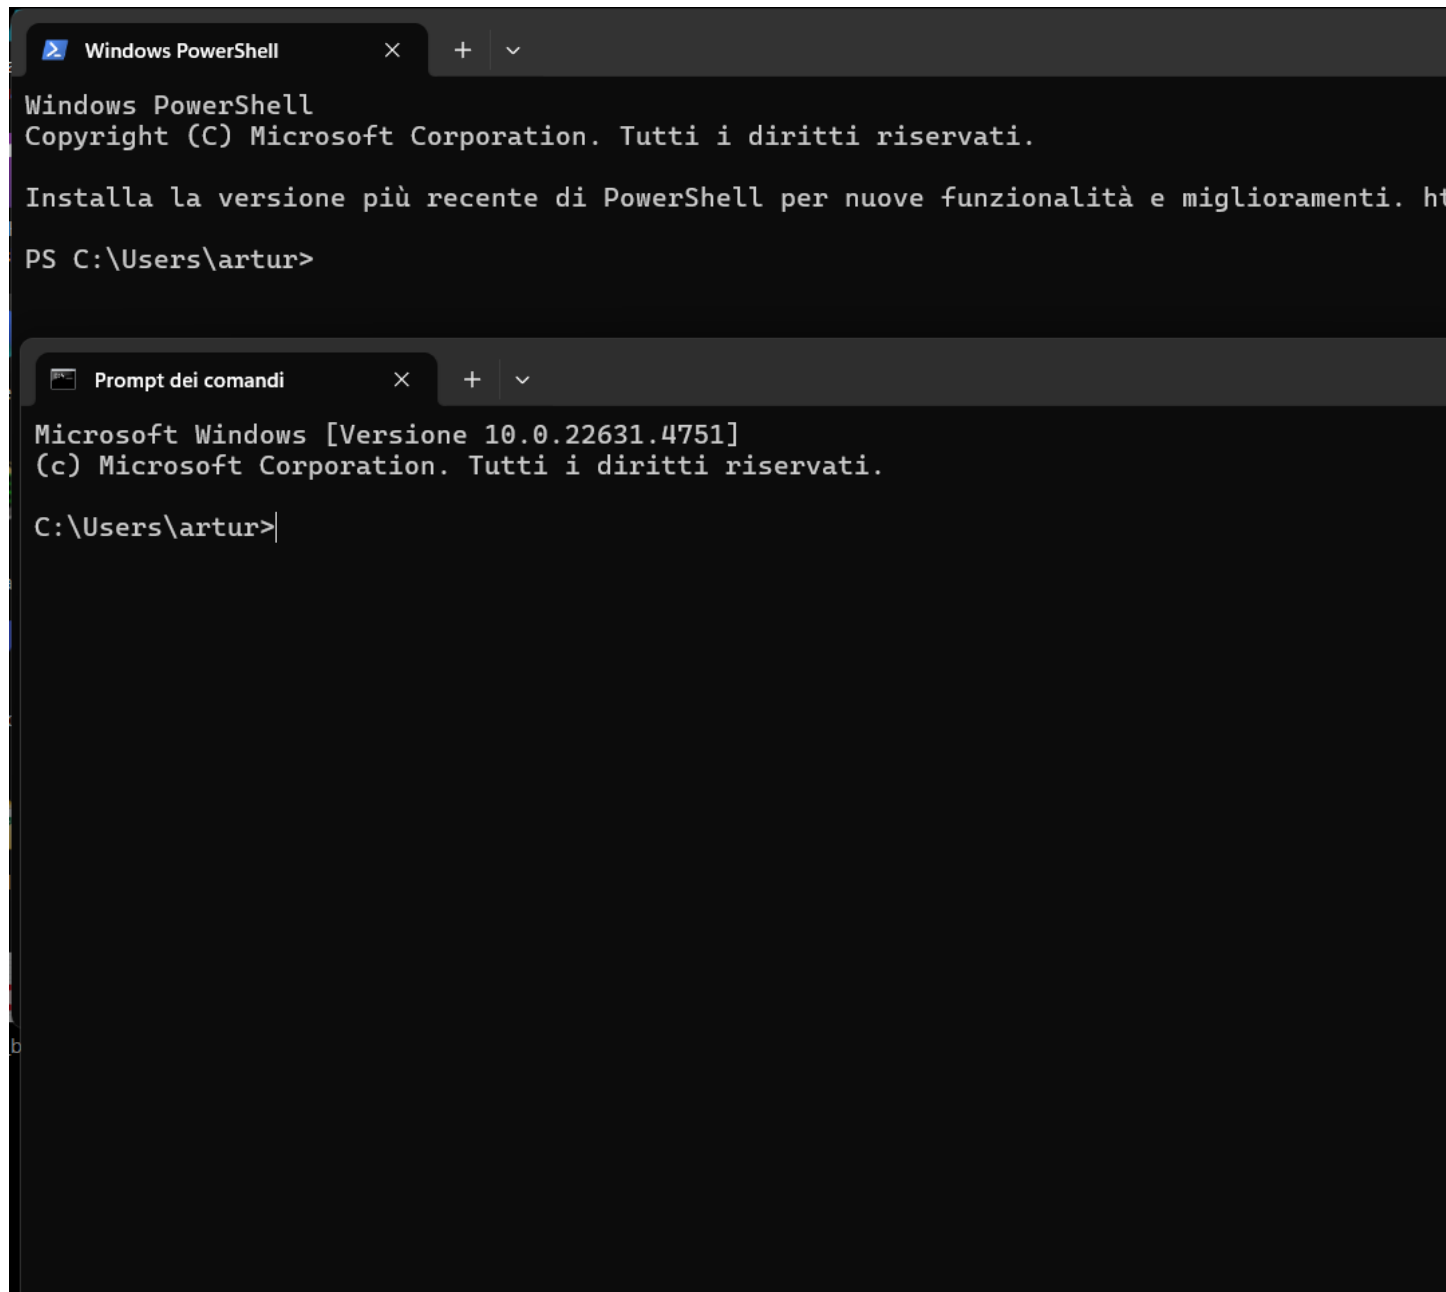 Windows PowerShell
Windows PowerShell
Copyright (C) Microsoft Corporation. Tutti i diritti riservati.
Installa la versione più recente di PowerShell per nuove funzionalità e miglioramenti. ht
PS C:\Users\artur>
Prompt dei comandi
Microsoft Windows [Versione 10.0.22631.4751]
(c) Microsoft Corporation. Tutti i diritti riservati.
C:\Users\artur>